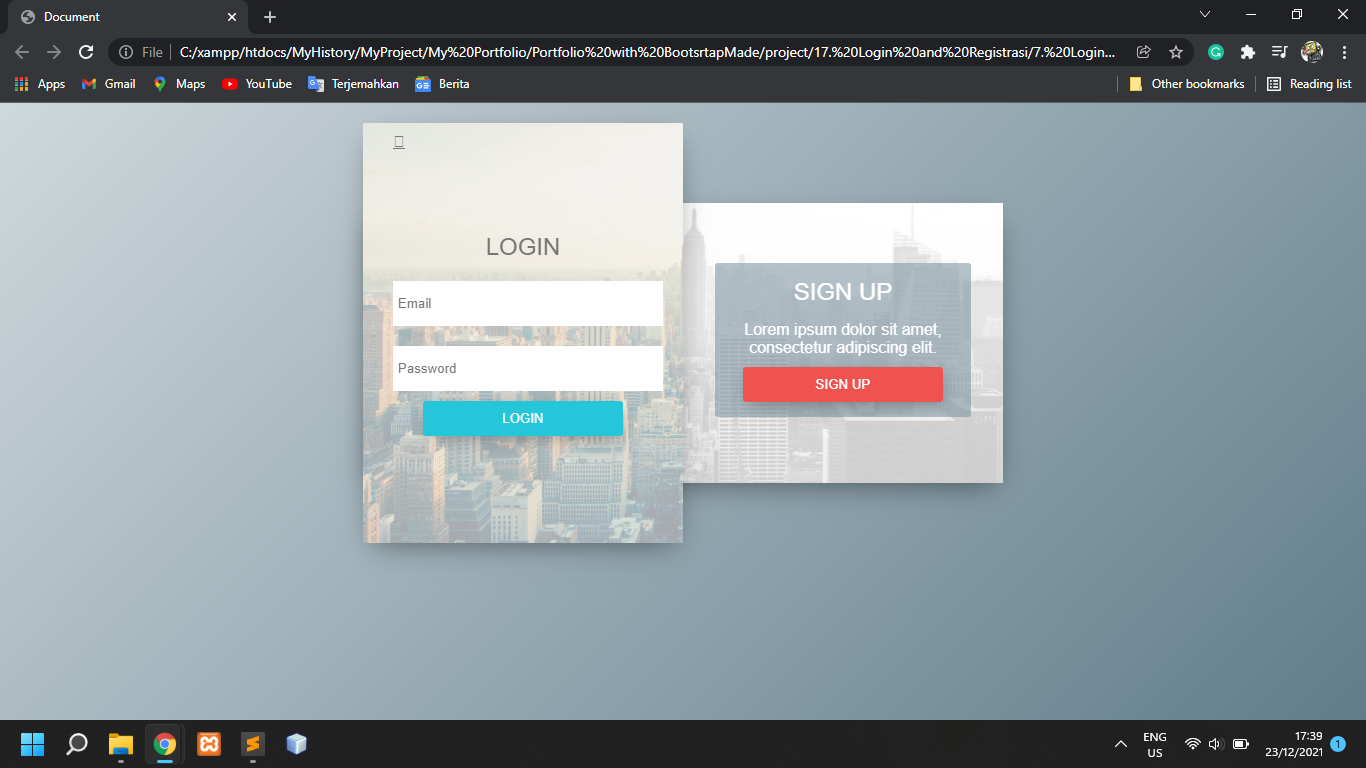 Document
File
C:/xampp/htdocs/MyHistory/MyProject/My%20Portfolio/Portfolio%20with%20BootsrtapMade/project/17.%20Login%20and%20Registrasi/7.%20Login...
Apps
Gmail
Maps
YouTube
Terjemahkan
Berita
Other bookmarks
Reading list
LOGIN
Email
Password
LOGIN
SIGN UP
Lorem ipsum dolor sit amet,
consectetur adipiscing elit.
SIGN UP
ENG
US
17:39
23/12/2021
1